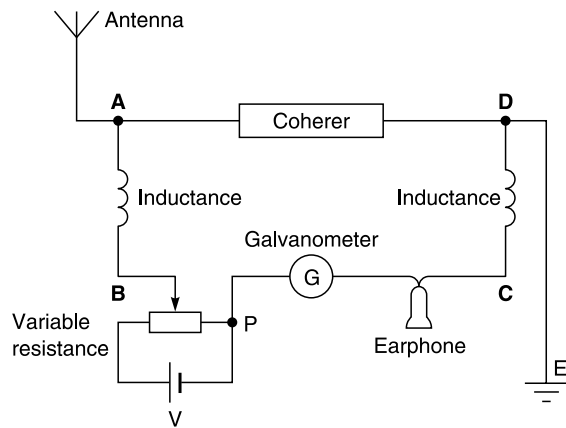 Antenna
A
D
Coherer
Inductance
Inductance
Galvanometer
G
B
C
Variable
resistance
P
Earphone
E
V